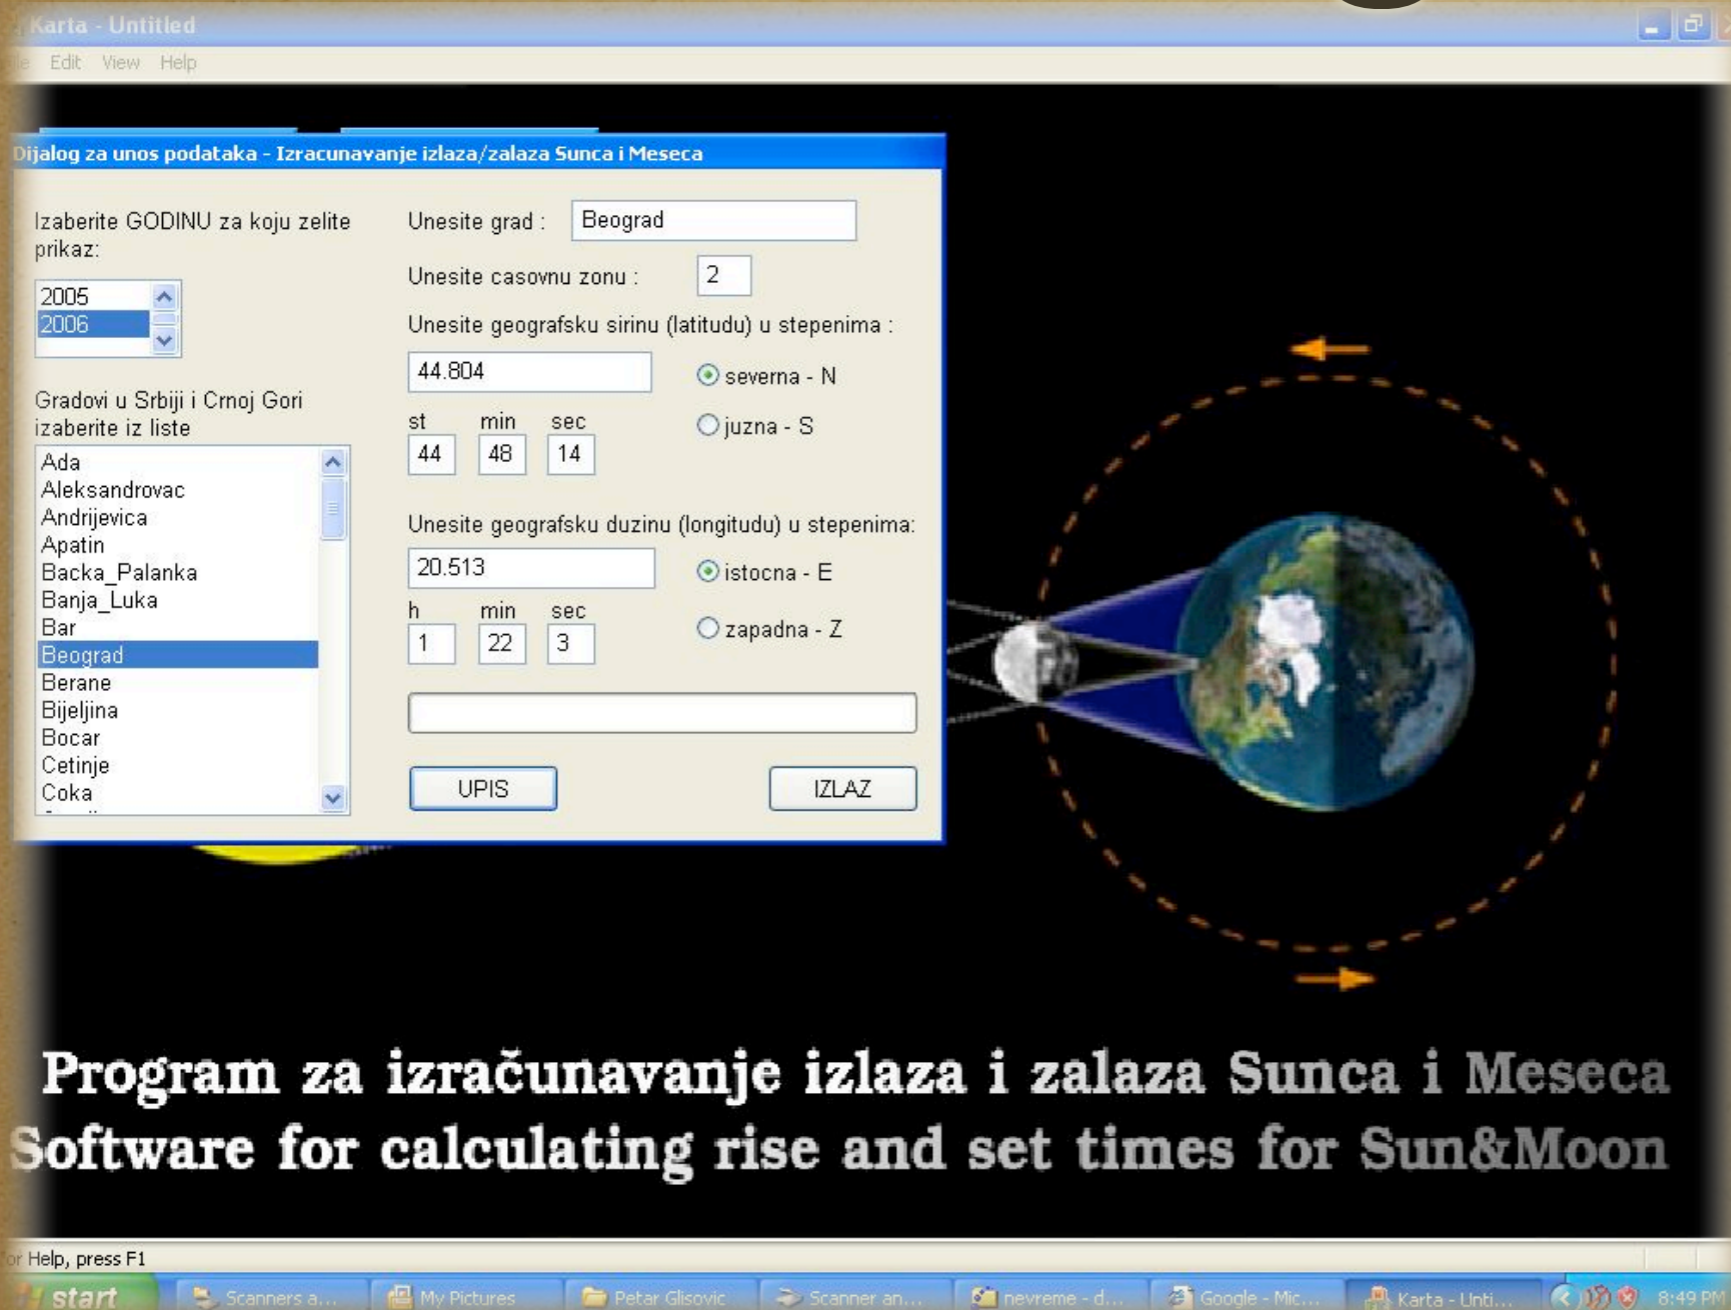 Karta - Untitled
Edit View Help
Dijalog za unos podataka - Izracunavanje izlaza/zalaza Sunca i Meseca
Izaberite GODINU za koju zelite
prikaz:
2005
2006
Gradovi u Srbiji i Crnoj Gori
izaberite iz liste
Ada
Aleksandrovac
Andrijevica
Apatin
Backa_Palanka
Banja_Luka
Bar
Beograd
Berane
Bijeljina
Bocar
Cetinje
Coka
Unesite grad : Beograd
Unesite casovnu zonu : 2
Unesite geografsku sirinu (latitudu) u stepenima :
44.804
severna - N
juzna - S
st min sec
44 48 14
Unesite geografsku duzinu (longitudu) u stepenima:
20.513
istocna - E
zapadna - Z
h min sec
1 22 3
UPIS IZLAZ
Program za izračunavanje izlaza i zalaza Sunca i Meseca
Software for calculating rise and set times for Sun&Moon
For Help, press F1
start Scanners a... My Pictures Petar Glisovic Scanner an... nevreme - d... Google - Mic... Karta - Unti... 8:49 PM